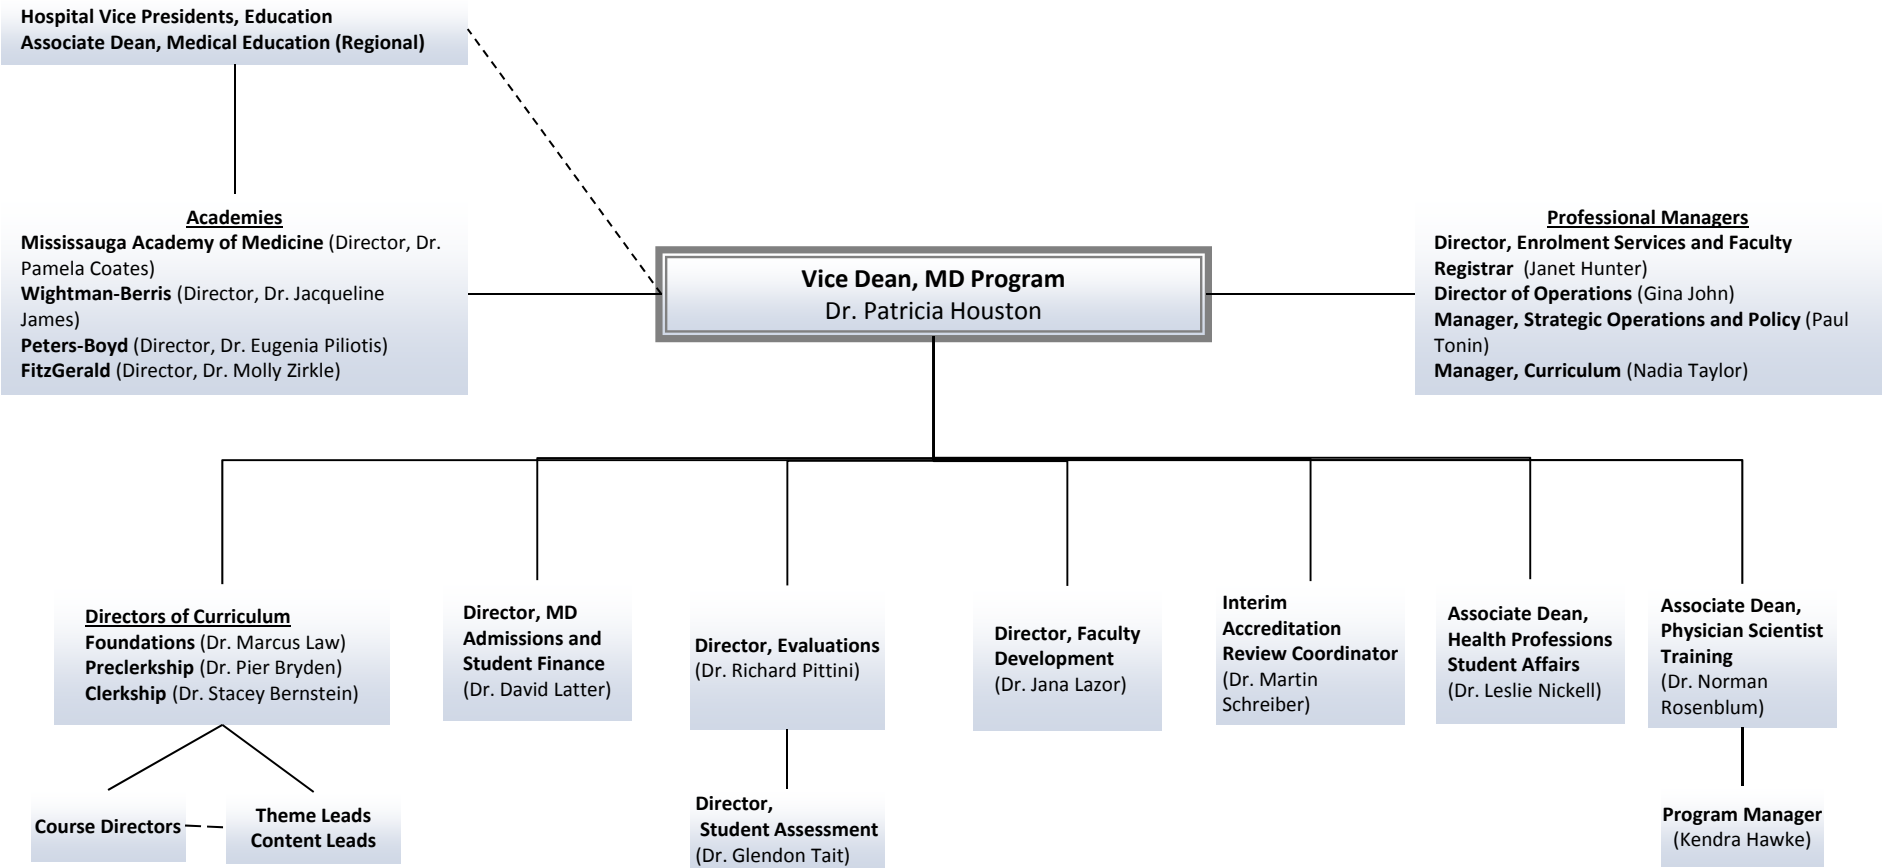 Hospital Vice Presidents, Education
Associate Dean, Medical Education (Regional)
Academies
Mississauga Academy of Medicine (Director, Dr.
Pamela Coates)
Wightman-Berris (Director, Dr. Jacqueline
James)
Peters-Boyd (Director, Dr. Eugenia Piliotis)
FitzGerald (Director, Dr. Molly Zirkle)
Vice Dean, MD Program
Dr. Patricia Houston
Professional Managers
Director, Enrolment Services and Faculty
Registrar (Janet Hunter)
Director of Operations (Gina John)
Manager, Strategic Operations and Policy (Paul
Tonin)
Manager, Curriculum (Nadia Taylor)
Directors of Curriculum
Foundations (Dr. Marcus Law)
Preclerkship (Dr. Pier Bryden)
Clerkship (Dr. Stacey Bernstein)
Director, MD
Admissions and
Student Finance
(Dr. David Latter)
Director, Evaluations
(Dr. Richard Pittini)
Director, Faculty
Development
(Dr. Jana Lazor)
Interim
Accreditation
Review Coordinator
(Dr. Martin
Schreiber)
Associate Dean,
Health Professions
Student Affairs
(Dr. Leslie Nickell)
Associate Dean,
Physician Scientist
Training
(Dr. Norman
Rosenblum)
Course Directors
Theme Leads
Content Leads
Director,
Student Assessment
(Dr. Glendon Tait)
Program Manager
(Kendra Hawke)